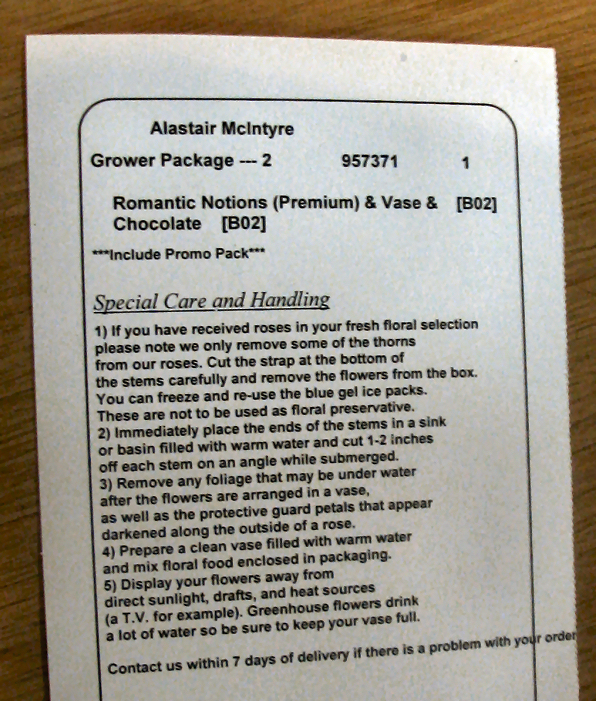 Alastair McIntyre
Grower Package --- 2 957371 1
Romantic Notions (Premium) & Vase & [B02]
Chocolate [B02]
***Include Promo Pack***
Special Care and Handling
1) If you have received roses in your fresh floral selection
please note we only remove some of the thorns
from our roses. Cut the strap at the bottom of
the stems carefully and remove the flowers from the box.
You can freeze and re-use the blue gel ice packs.
These are not to be used as floral preservative.
2) Immediately place the ends of the stems in a sink
or basin filled with warm water and cut 1-2 inches
off each stem on an angle while submerged.
3) Remove any foliage that may be under water
after the flowers are arranged in a vase,
as well as the protective guard petals that appear
darkened along the outside of a rose.
4) Prepare a clean vase filled with warm water
and mix floral food enclosed in packaging.
5) Display your flowers away from
direct sunlight, drafts, and heat sources
(a T.V. for example). Greenhouse flowers drink
a lot of water so be sure to keep your vase full.
Contact us within 7 days of delivery if there is a problem with your order